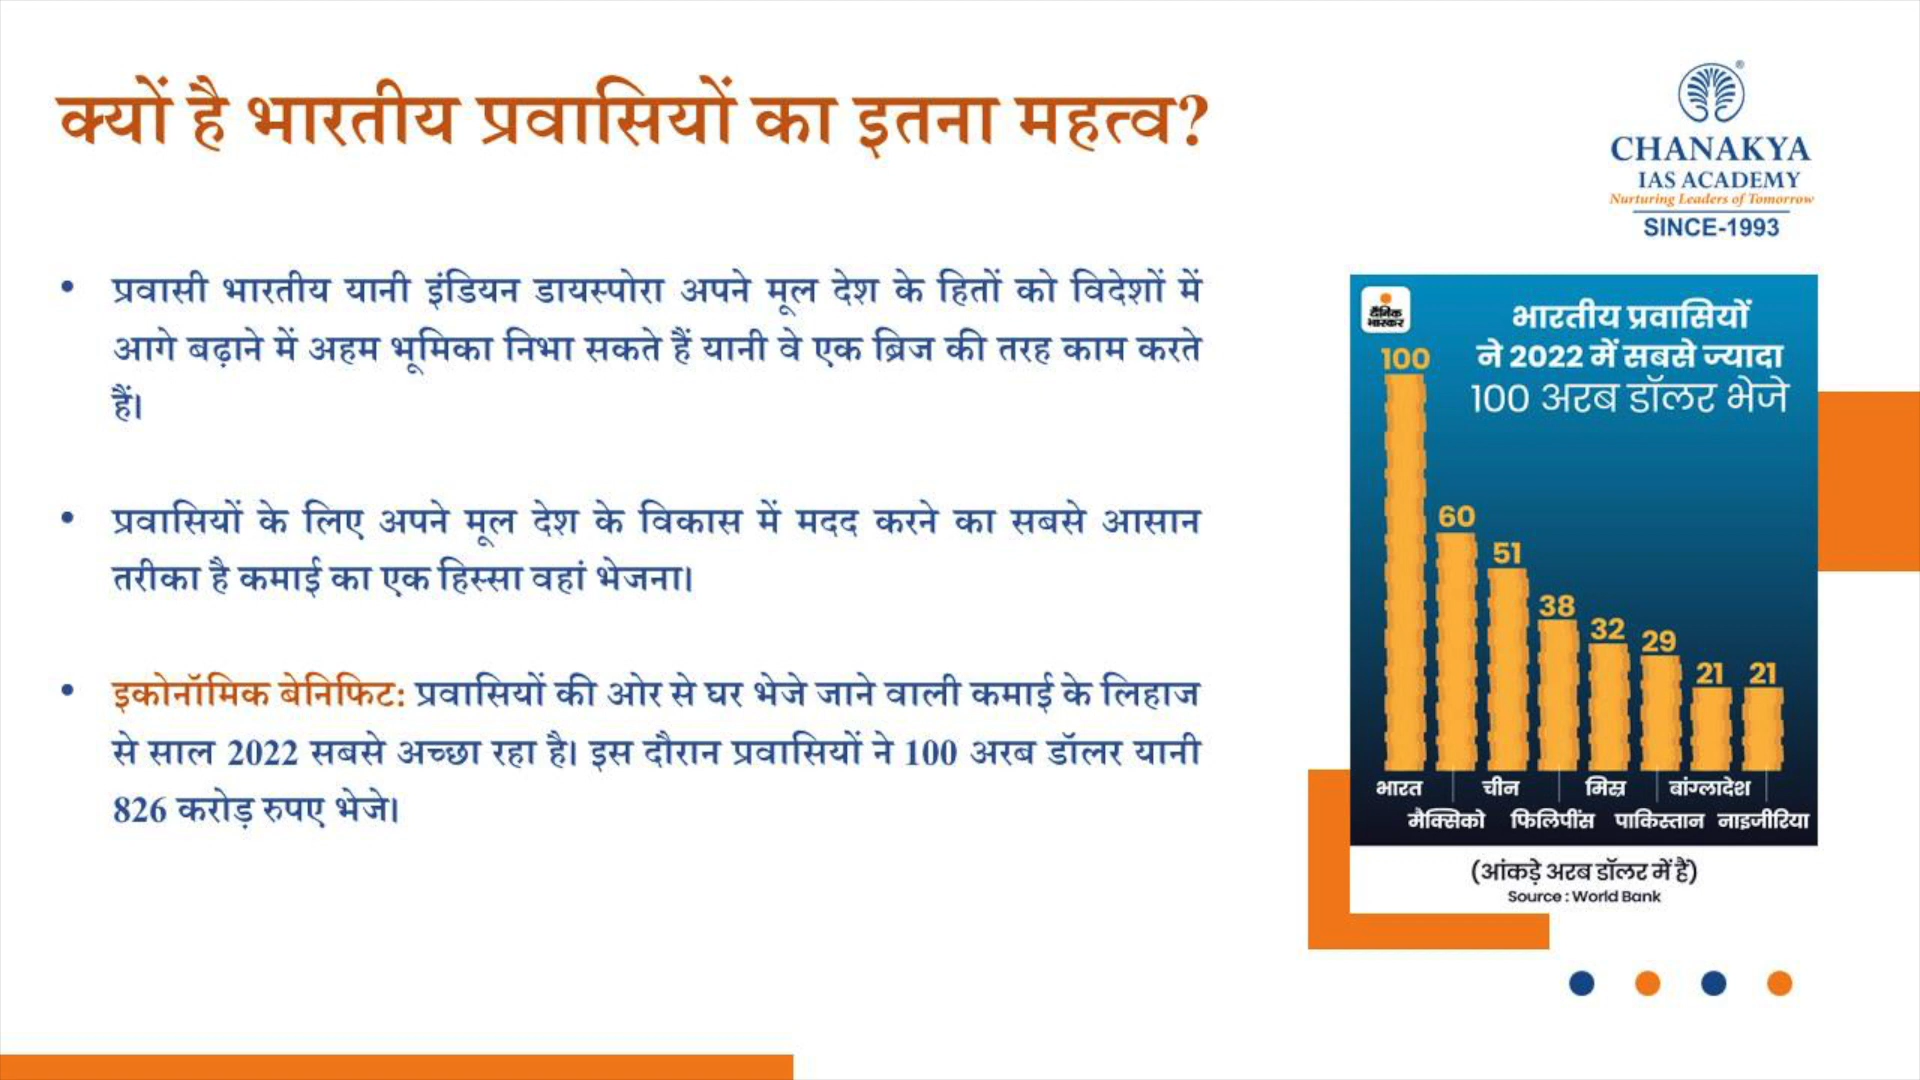 क्यों है भारतीय प्रवासियों का इतना महत्व?
CHANAKYA
IAS ACADEMY
Nurturing Leaders of Tomorrow
SINCE-1993
• प्रवासी भारतीय यानी इंडियन डायस्पोरा अपने मूल देश के हितों को विदेशों में
आगे बढ़ाने में अहम भूमिका निभा सकते हैं यानी वे एक ब्रिज की तरह काम करते
हैं।
• प्रवासियों के लिए अपने मूल देश के विकास में मदद करने का सबसे आसान
तरीका है कमाई का एक हिस्सा वहां भेजना।
• इकोनॉमिक बेनिफिट: प्रवासियों की ओर से घर भेजे जाने वाली कमाई के लिहाज
से साल 2022 सबसे अच्छा रहा है। इस दौरान प्रवासियों ने 100 अरब डॉलर यानी
826 करोड़ रुपए भेजे।
दैनिक
भास्कर
भारतीय प्रवासियों
ने 2022 में सबसे ज्यादा
100 अरब डॉलर भेजे
100
60
51
38
32
29
21 21
भारत चीन मिस्र बांग्लादेश
मैक्सिको फिलिपींस पाकिस्तान नाइजीरिया
(आंकड़े अरब डॉलर में हैं)
Source : World Bank